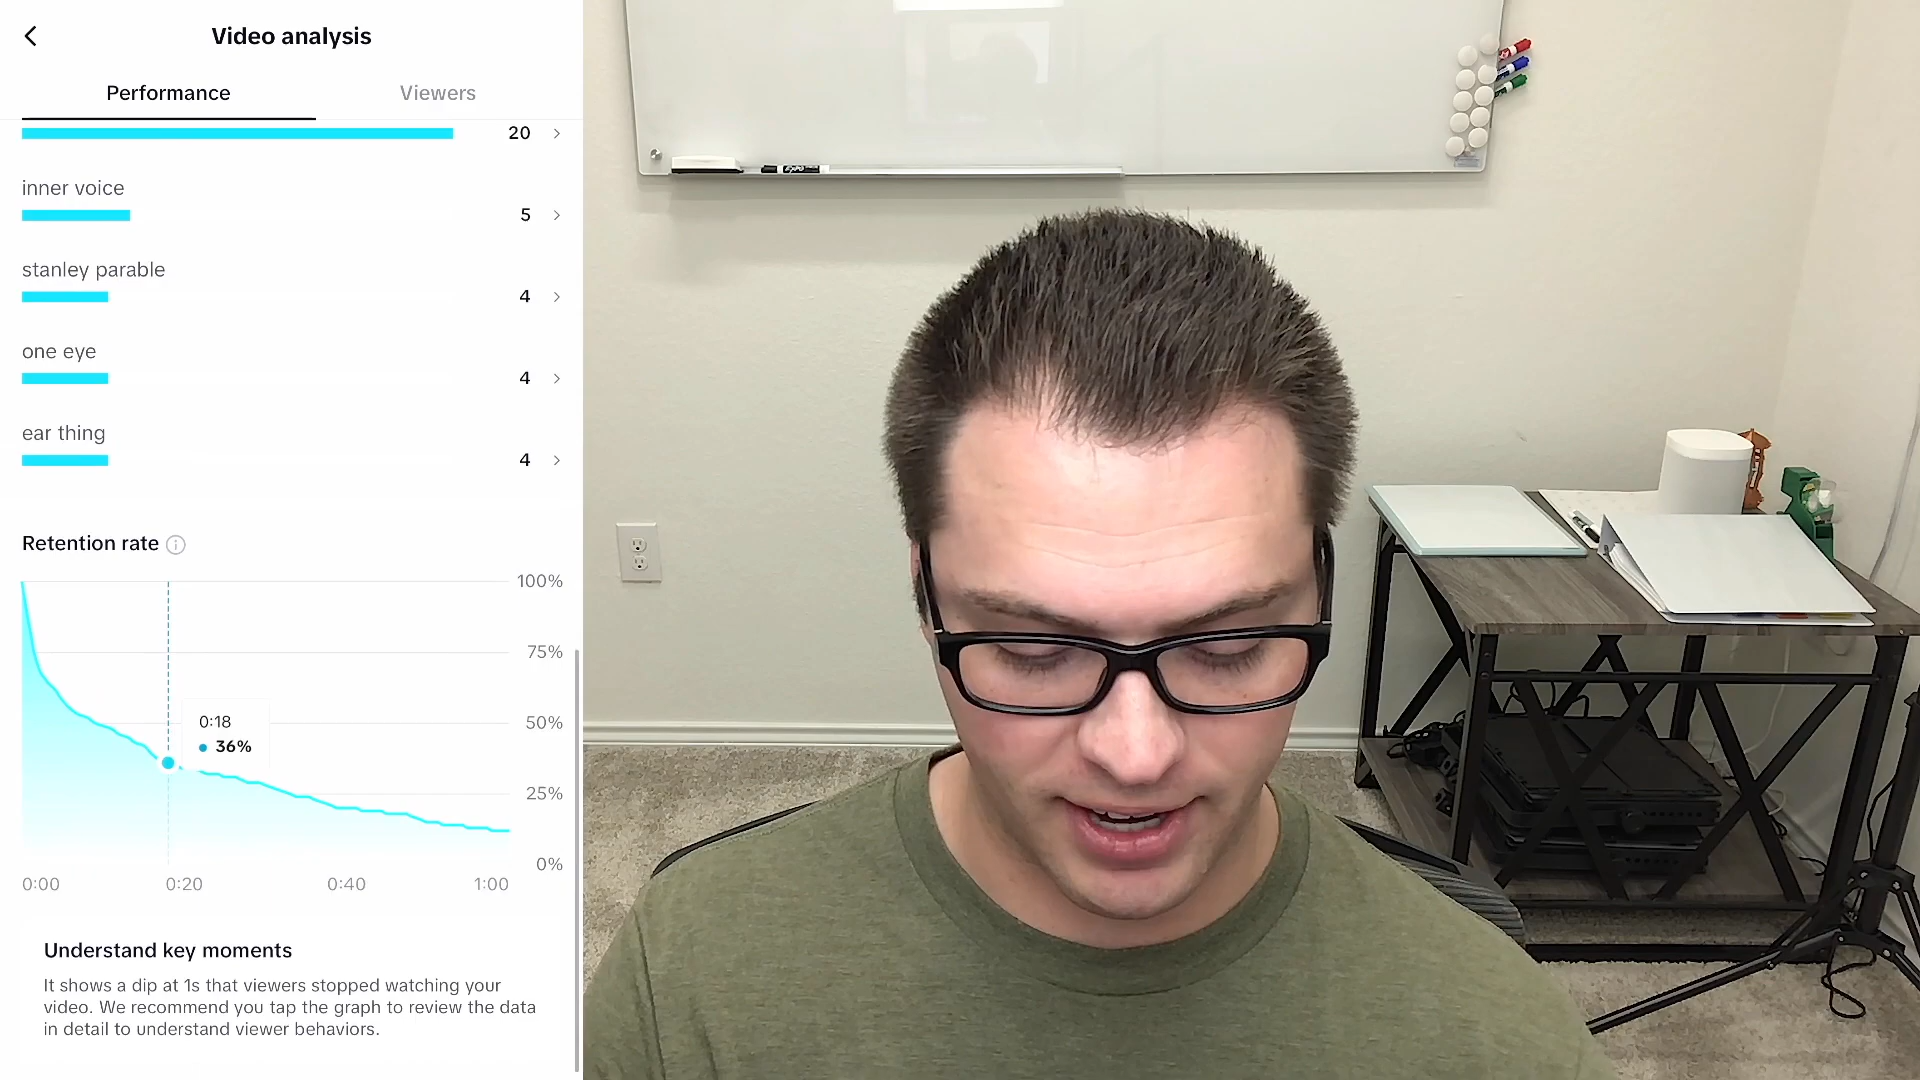 Video analysis
Performance
Viewers
20
inner voice
5
stanley parable
4
one eye
4
ear thing
4
Retention rate
100%
75%
50%
0:18
36%
25%
0%
0:00
0:20
0:40
1:00
Understand key moments
It shows a dip at 1s that viewers stopped watching your
video. We recommend you tap the graph to review the data
in detail to understand viewer behaviors.